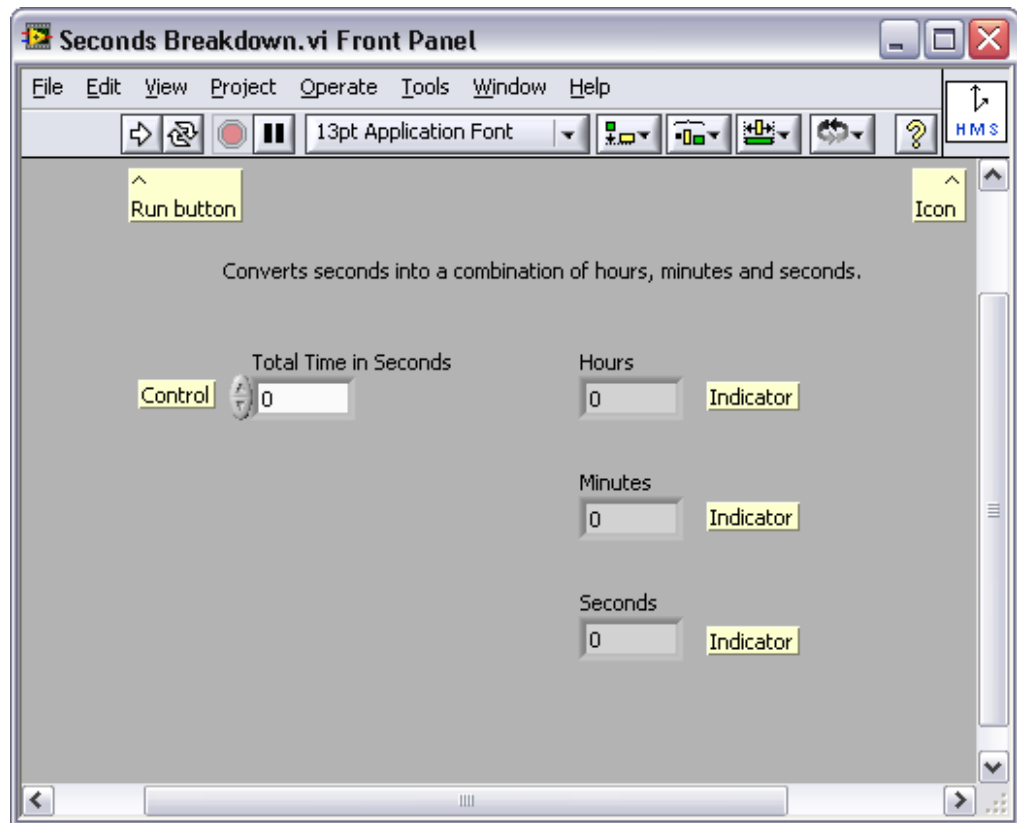 Seconds Breakdown.vi Front Panel
File Edit View Project Operate Tools Window Help
13pt Application Font
HMS
^ ^
Run button Icon
Converts seconds into a combination of hours, minutes and seconds.
Total Time in Seconds Hours
Control 0 0 Indicator
Minutes
0 Indicator
Seconds
0 Indicator